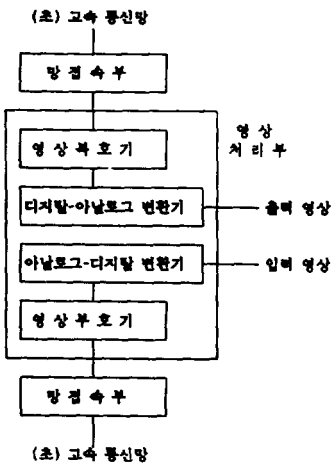 (초) 고속 통신망
망 접 속 부
영 상
처 리 부
영 상 복 호 기
디지탈-아날로그 변환기
출력 영상
아날로그-디지탈 변환기
입력 영상
영 상 부 호 기
망 접 속 부
(초) 고속 통신망